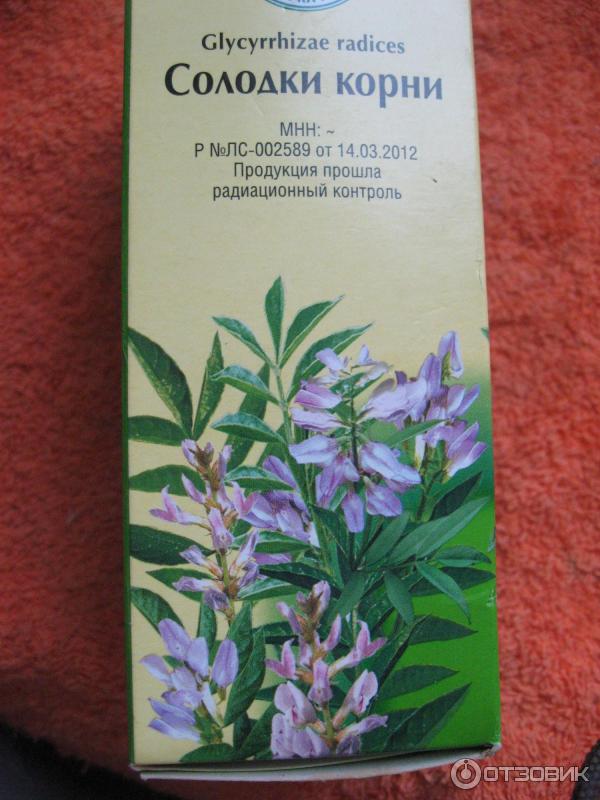 Glycyrrhizae radices
Солодки корни
МНН: ~
Р №ЛС-002589 от 14.03.2012
Продукция прошла
радиационный контроль
ОТЗОВИК